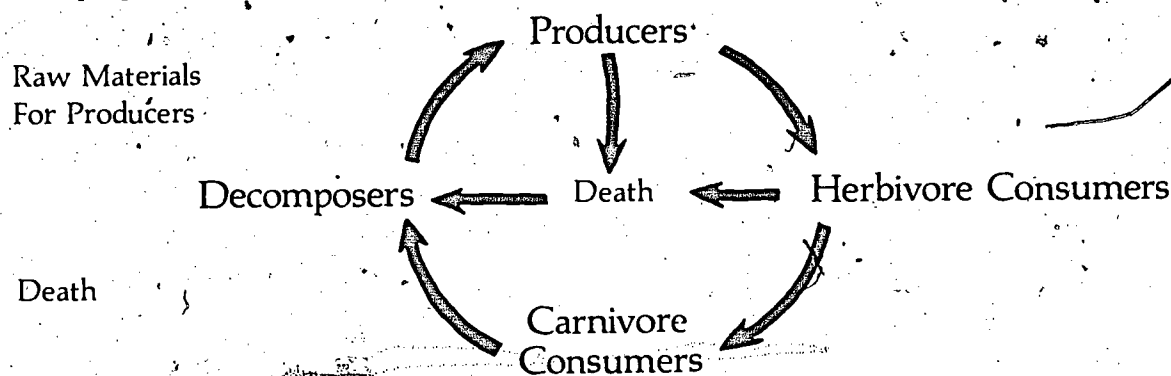 Producers
Raw Materials
For Producers
Decomposers
Death
Herbivore Consumers
Death
Carnivore
Consumers